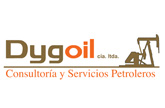 Dygoil cia. ltda.
Consultoría y Servicios Petroleros